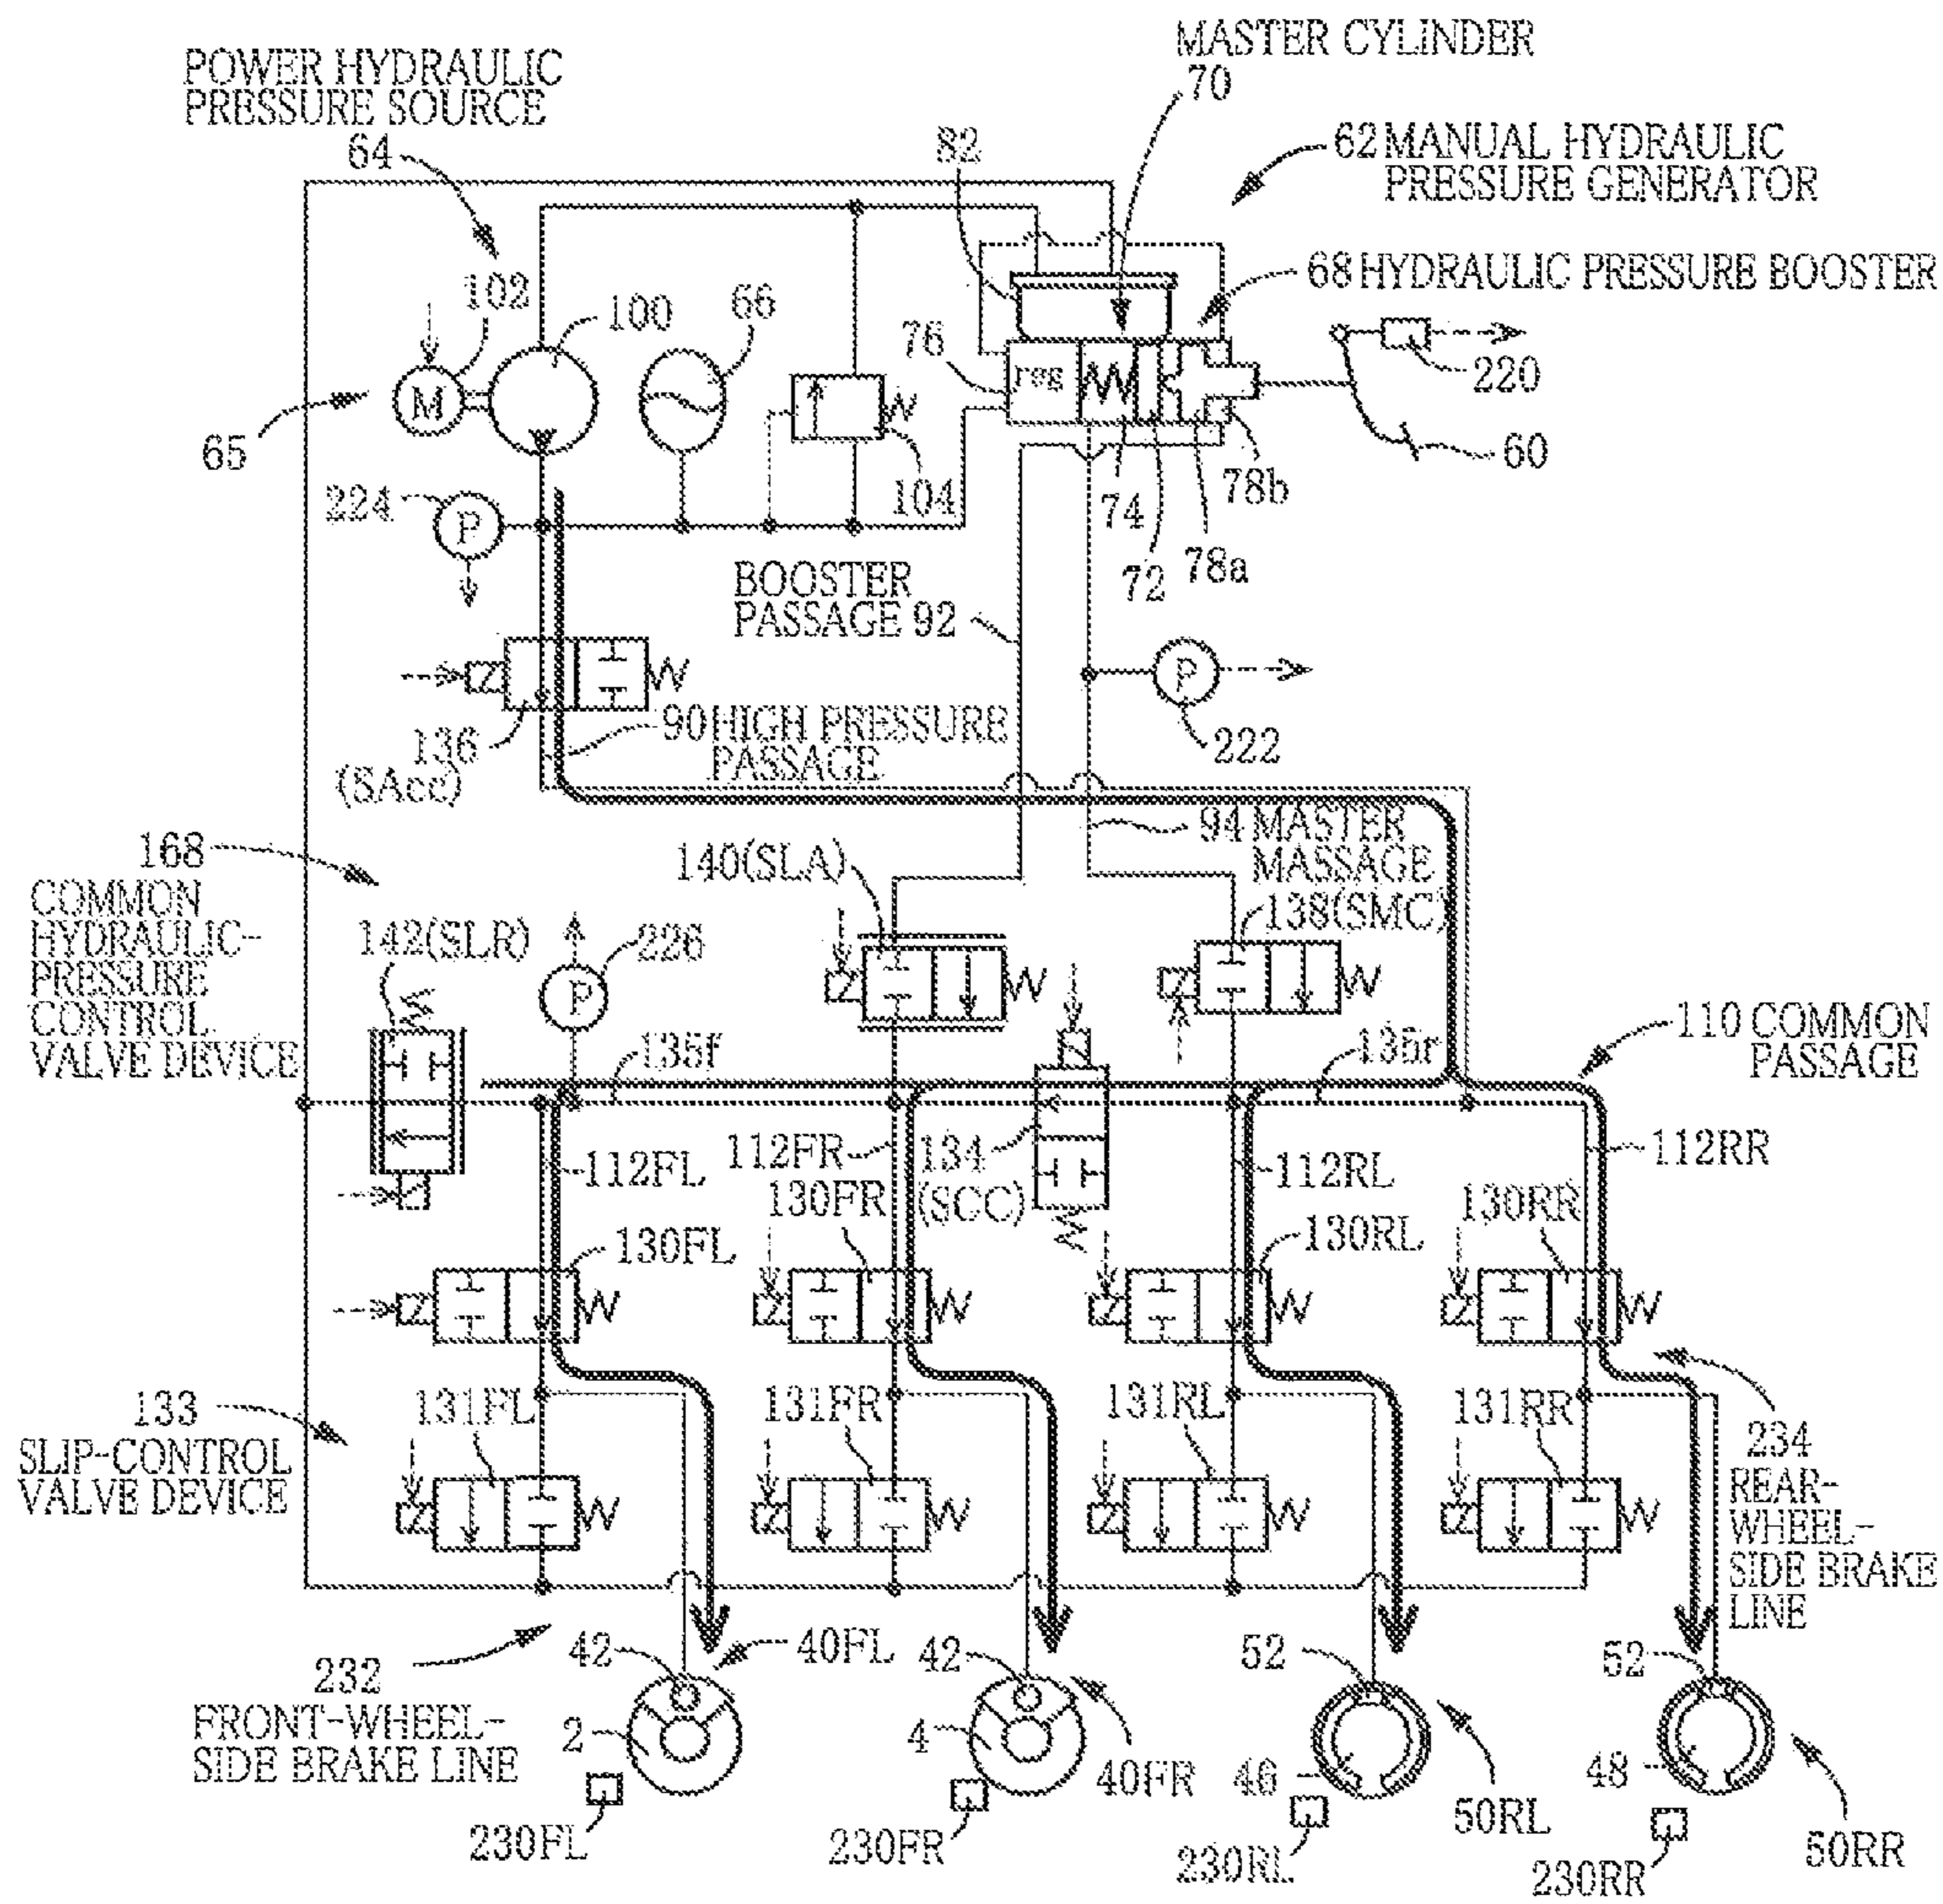 MASTER CYLINDER
70
POWER HYDRAULIC
PRESSURE SOURCE
64
82
62 MANUAL HYDRAULIC
PRESSURE GENERATOR
68 HYDRAULIC PRESSURE BOOSTER
102
100
66
76
reg
M
220
65
60
104
78b
224
P
74
72
78a
BOOSTER
PASSAGE 92
P
222
90 HIGH PRESSURE
PASSAGE
136
(SAcc)
94 MASTER
MASSAGE
168
COMMON
HYDRAULIC-
PRESSURE
CONTROL
VALVE DEVICE
140(SLA)
138(SMC)
142(SLR)
226
P
110 COMMON
PASSAGE
135f
135r
112FL
112FR
134
(SCC)
112RL
112RR
130FL
130FR
130RL
130RR
133
SLIP-CONTROL
VALVE DEVICE
131FL
131FR
131RL
131RR
234
REAR-
WHEEL-
SIDE BRAKE
LINE
232
FRONT-WHEEL-
SIDE BRAKE LINE
42
40FL
42
52
52
2
4
40FR
46
50RL
48
50RR
230FL
230FR
230RL
230RR